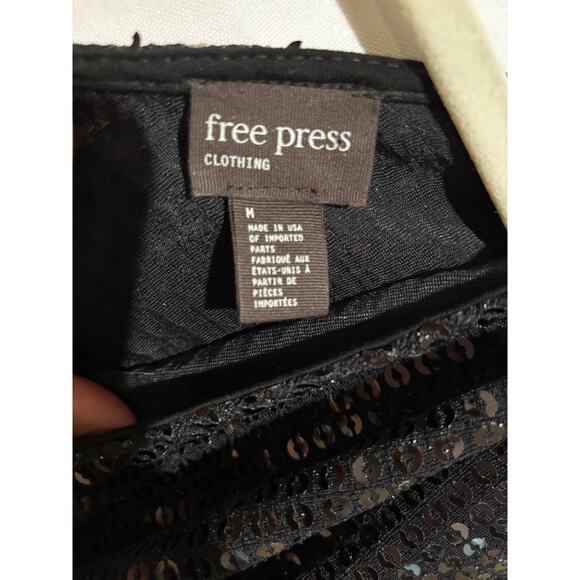 free press
CLOTHING
M
MADE IN USA
OF IMPORTED
PARTS
FABRIQUÉ AUX
ÉTATS-UNIS À
PARTIR DE
PIÈCES
IMPORTÉES